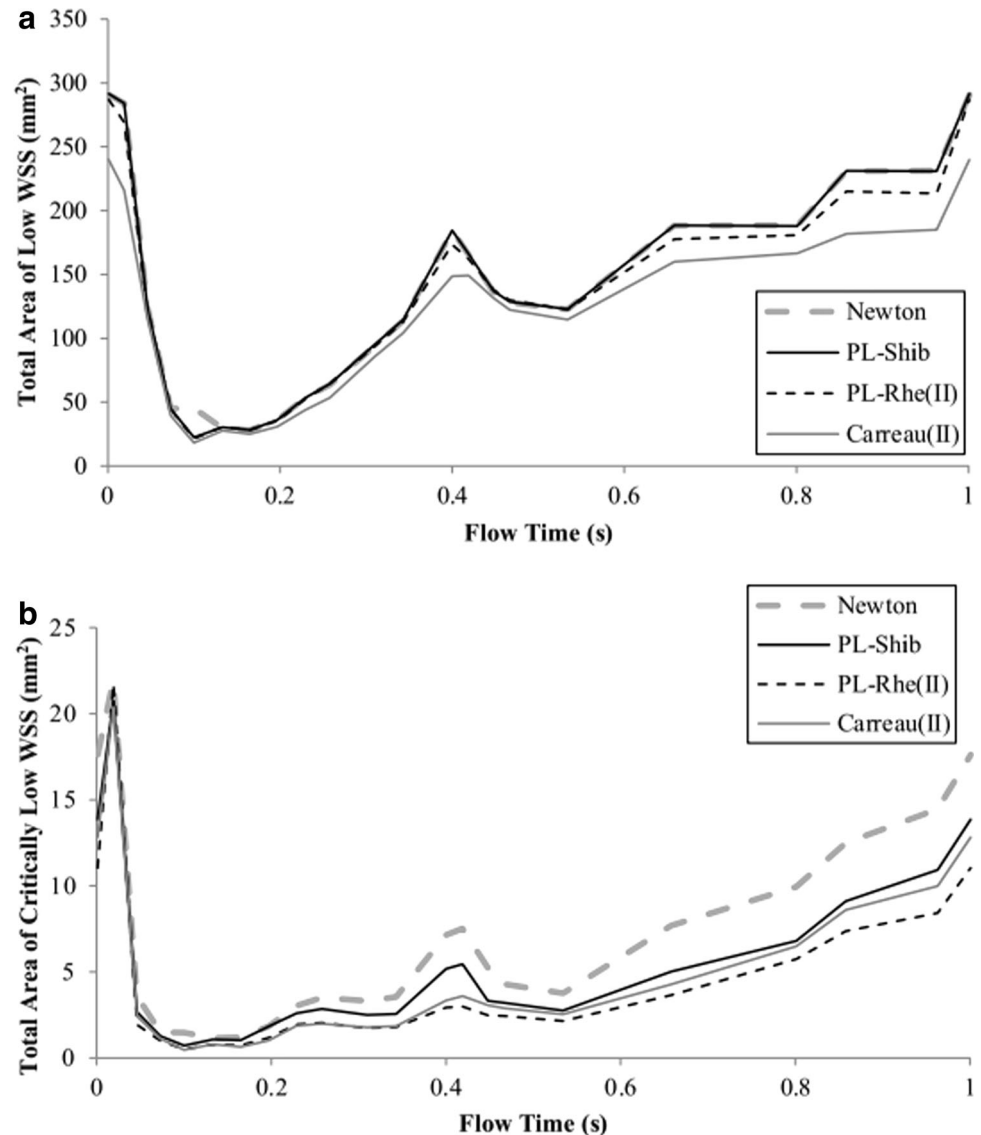 a
350
300
250
200
150
100
50
0
Total Area of Low WSS (mm²)
0 0.2 0.4 0.6 0.8 1
Flow Time (s)
Newton
PL-Shib
PL-Rhe(II)
Carreau(II)
b
25
20
15
10
5
0
Total Area of Critically Low WSS (mm²)
0 0.2 0.4 0.6 0.8 1
Flow Time (s)
Newton
PL-Shib
PL-Rhe(II)
Carreau(II)